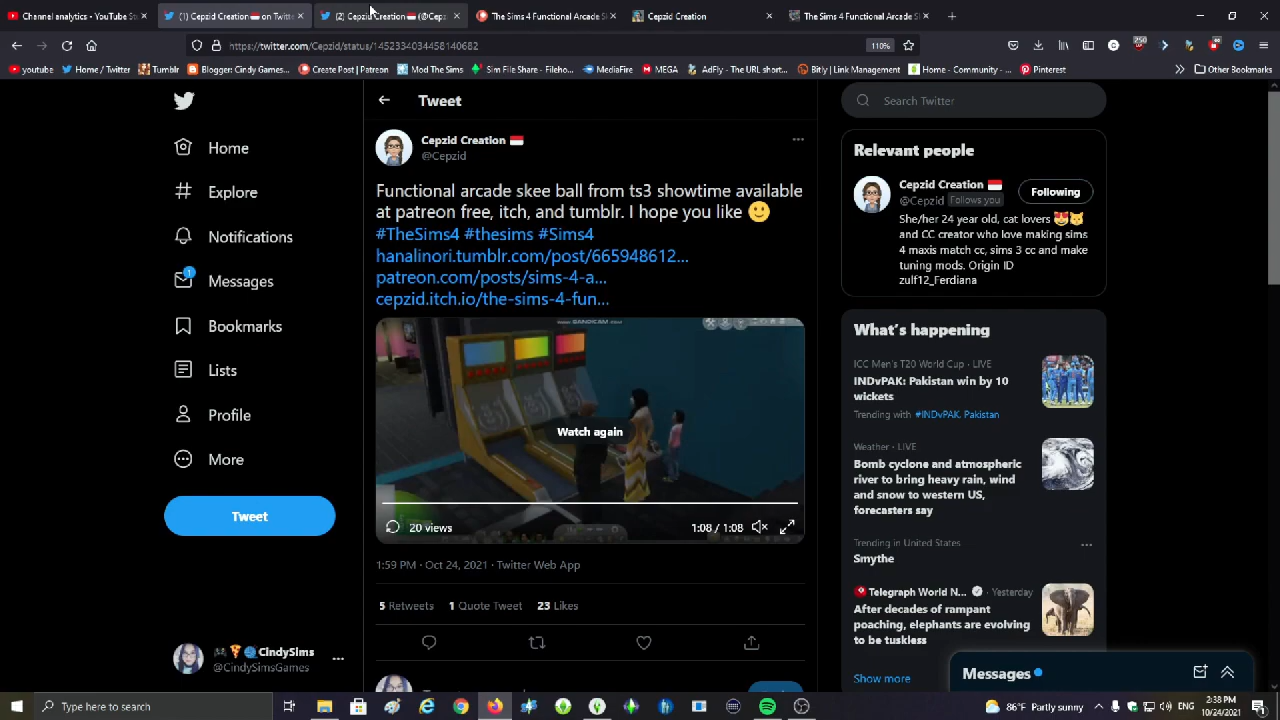 Channel analytics - YouTube St
(1) Cepzid Creation on Twitte
(2) Cepzid Creation (@Cepz
The Sims 4 Functional Arcade Sk
Cepzid Creation
The Sims 4 Functional Arcade Sk
https://twitter.com/Cepzid/status/1452334034458140682
110%
250
youtube
Home / Twitter
Tumblr
Blogger: Cindy Games...
Create Post | Patreon
Mod The Sims
Sim File Share - Fileho...
MediaFire
MEGA
AdFly - The URL short...
Bitly | Link Management
Home - Community -...
Pinterest
Other Bookmarks
Tweet
Search Twitter
Home
Explore
Notifications
1
Messages
Bookmarks
Lists
Profile
More
Tweet
CindySims
@CindySimsGames
Cepzid Creation
@Cepzid
Functional arcade skee ball from ts3 showtime available
at patreon free, itch, and tumblr. I hope you like
#TheSims4 #thesims #Sims4
hanalinori.tumblr.com/post/665948612...
patreon.com/posts/sims-4-a...
cepzid.itch.io/the-sims-4-fun...
BANDICAM.COM
Watch again
20 views
1:08 / 1:08
1:59 PM · Oct 24, 2021 · Twitter Web App
5 Retweets 1 Quote Tweet 23 Likes
Relevant people
Cepzid Creation
@Cepzid Follows you
Following
She/her 24 year old, cat lovers
and CC creator who love making sims
4 maxis match cc, sims 3 cc and make
tuning mods. Origin ID
zulf12_Ferdiana
What's happening
ICC Men's T20 World Cup · LIVE
INDvPAK: Pakistan win by 10
wickets
Trending with #INDvPAK, Pakistan
Weather · LIVE
Bomb cyclone and atmospheric
river to bring heavy rain, wind
and snow to western US,
forecasters say
Trending in United States
Smythe
Telegraph World N... · Yesterday
After decades of rampant
poaching, elephants are evolving
to be tuskless
Show more
Messages
Type here to search
86°F Partly sunny
2:38 PM
10/24/2021